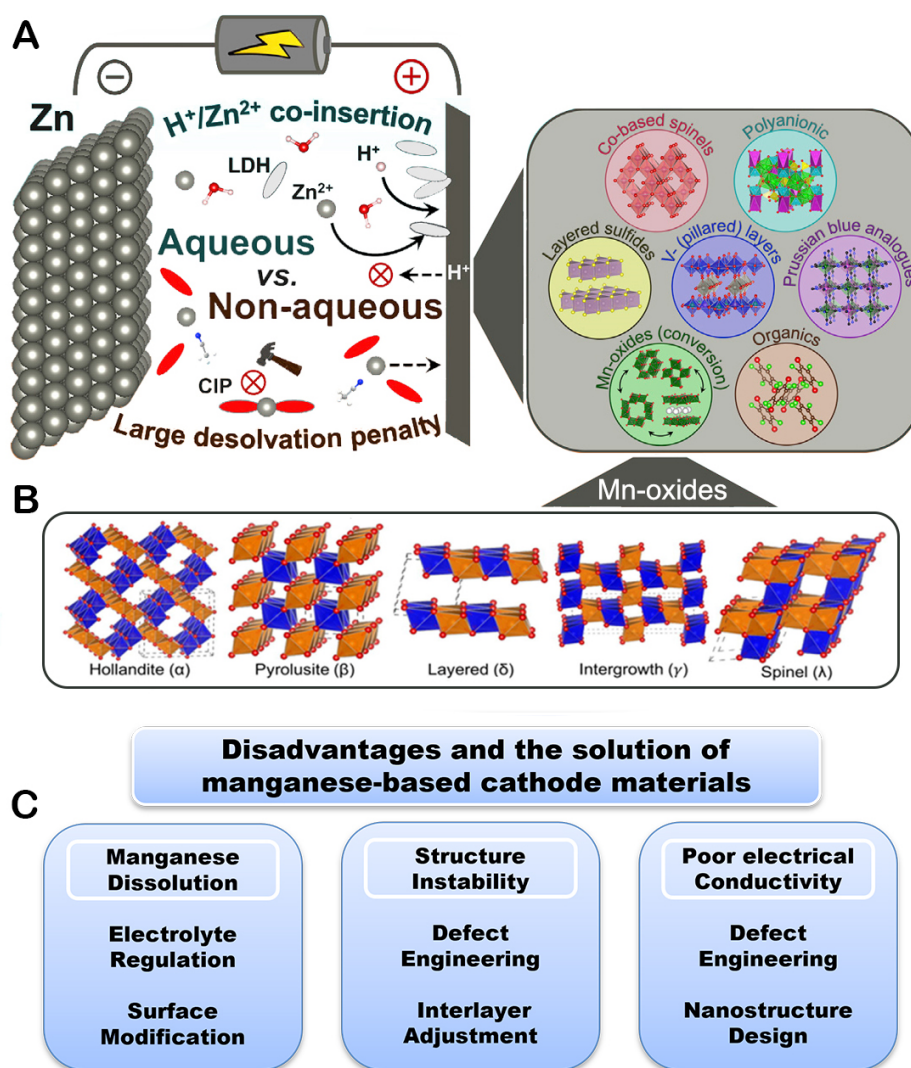 A
Zn
H⁺/Zn²⁺ co-insertion
LDH
H⁺
Zn²⁺
Aqueous
vs.
H⁺
Non-aqueous
CIP
Large desolvation penalty
Co-based spinels
Polyanionic
Layered sulfides
V- (pillared) layers
Prussian blue analogues
Mn-oxides (conversion)
Organics
Mn-oxides
B
Hollandite (α)
Pyrolusite (β)
Layered (δ)
Intergrowth (γ)
Spinel (λ)
Disadvantages and the solution of
manganese-based cathode materials
C
Manganese
Dissolution
Electrolyte
Regulation
Surface
Modification
Structure
Instability
Defect
Engineering
Interlayer
Adjustment
Poor electrical
Conductivity
Defect
Engineering
Nanostructure
Design